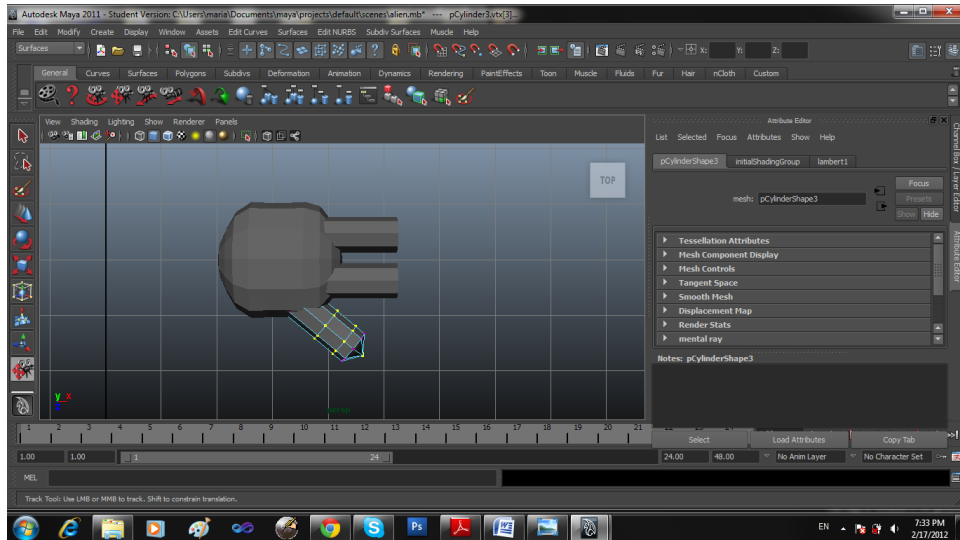 Autodesk Maya 2011 - Student Version: C:\Users\maria\Documents\maya\projects\default\scenes\alien.mb* --- pCylinder3.vtx[3]...
File Edit Modify Create Display Window Assets Edit Curves Surfaces Edit NURBS Subdiv Surfaces Muscle Help
Surfaces X: Y: Z:
General Curves Surfaces Polygons Subdivs Deformation Animation Dynamics Rendering PaintEffects Toon Muscle Fluids Fur Hair nCloth Custom
View Shading Lighting Show Renderer Panels
TOP
y x
persp
Attribute Editor
List Selected Focus Attributes Show Help
pCylinderShape3 initialShadingGroup lambert1
Focus
mesh: pCylinderShape3
Presets
Show Hide
Tessellation Attributes
Mesh Component Display
Mesh Controls
Tangent Space
Smooth Mesh
Displacement Map
Render Stats
mental ray
Notes: pCylinderShape3
Select Load Attributes Copy Tab
Channel Box / Layer Editor
Attribute Editor
1 2 3 4 5 6 7 8 9 10 11 12 13 14 15 16 17 18 19 20 21
1.00 1.00 1 24 24.00 48.00 No Anim Layer No Character Set
MEL
Track Tool: Use LMB or MMB to track. Shift to constrain translation.
Ps
EN 7:33 PM
2/17/2012